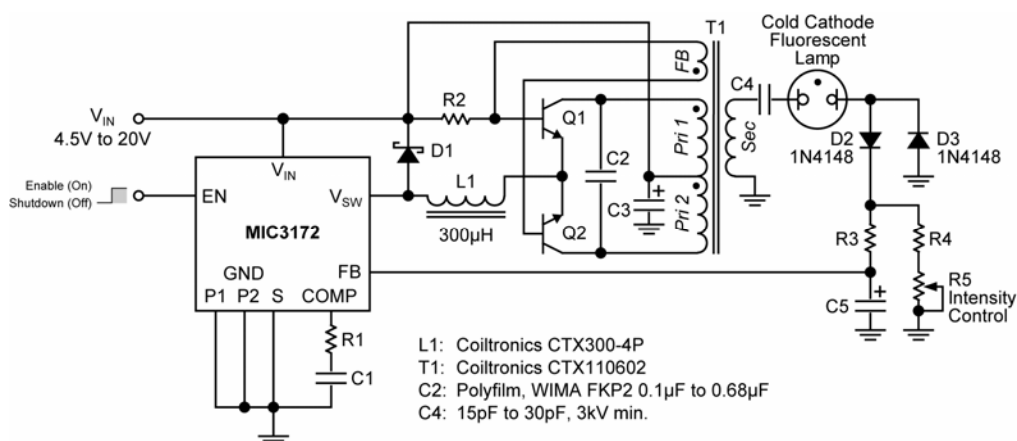 T1
Cold Cathode
Fluorescent
Lamp
FB
C4
R2
VIN
4.5V to 20V
Q1
Pri 1
Sec
D2
1N4148
D3
1N4148
D1
C2
VIN
L1
Enable (On)
Shutdown (Off)
EN
VSW
C3
Pri 2
MIC3172
300µH
Q2
R3
R4
GND
FB
P1
P2
S
COMP
R5
Intensity
Control
C5
R1
C1
L1: Coiltronics CTX300-4P
T1: Coiltronics CTX110602
C2: Polyfilm, WIMA FKP2 0.1µF to 0.68µF
C4: 15pF to 30pF, 3kV min.